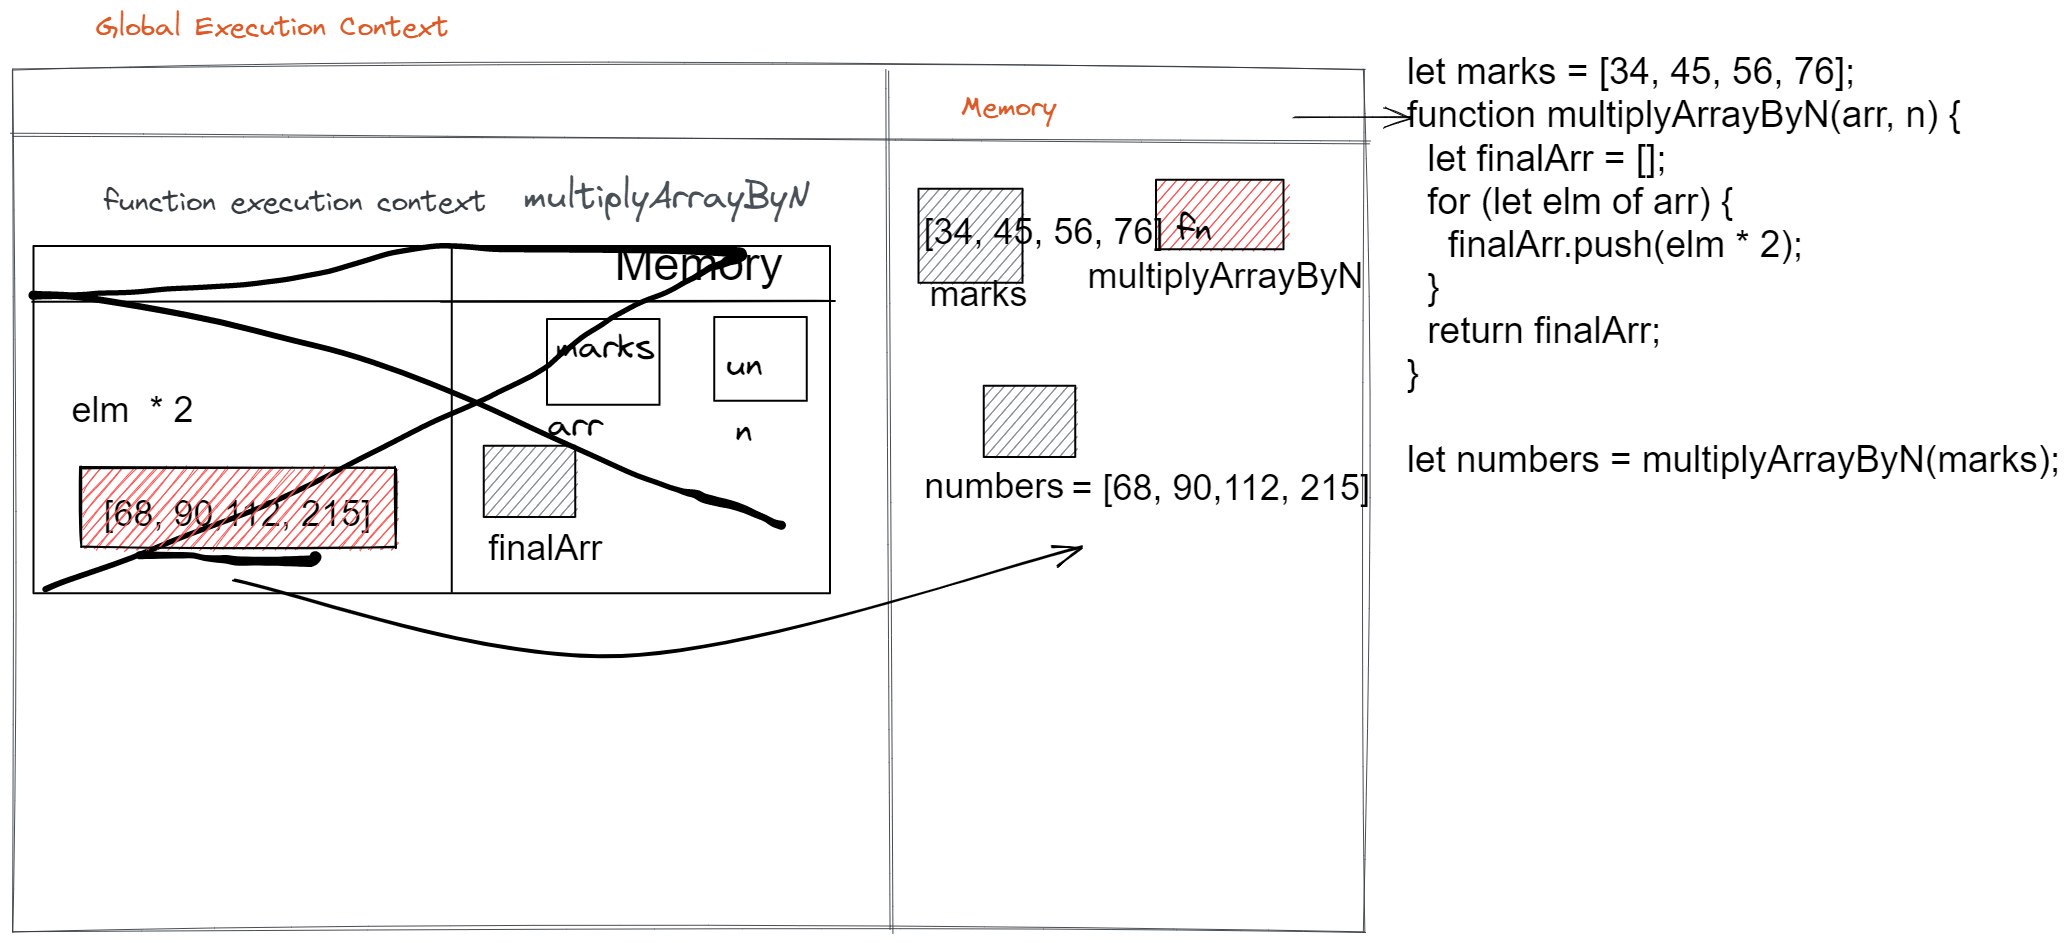 Global Execution Context
Memory
function execution context multiplyArrayByN
Memory
marks
un
arr
n
elm * 2
[68, 90,112, 215]
finalArr
[34, 45, 56, 76]
fn
marks
multiplyArrayByN
numbers = [68, 90,112, 215]
let marks = [34, 45, 56, 76];
function multiplyArrayByN(arr, n) {
let finalArr = [];
for (let elm of arr) {
finalArr.push(elm * 2);
}
return finalArr;
}
let numbers = multiplyArrayByN(marks);